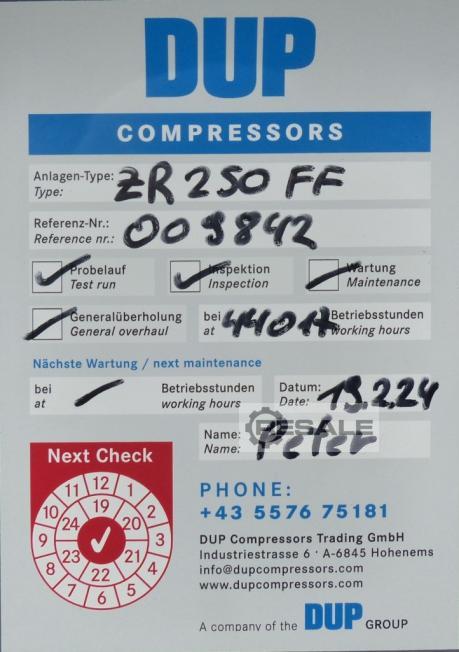 DUP
COMPRESSORS
Anlagen-Type: ZR 250 FF
Type:
Referenz-Nr.: 009842
Reference nr.:
Probelauf Inspektion Wartung
Test run Inspection Maintenance
Generalüberholung bei 44017 Betriebsstunden
General overhaul at working hours
Nächste Wartung / next maintenance
bei Betriebsstunden Datum: 19.2.24
at working hours Date:
RESALE
Name: Peter
Name:
Next Check
11 12 1
10 24 19 20 2
9 3
8 23 21 4
7 22 5
6
PHONE:
+43 5576 75181
DUP Compressors Trading GmbH
Industriestrasse 6 · A-6845 Hohenems
info@dupcompressors.com
www.dupcompressors.com
A company of the DUP GROUP